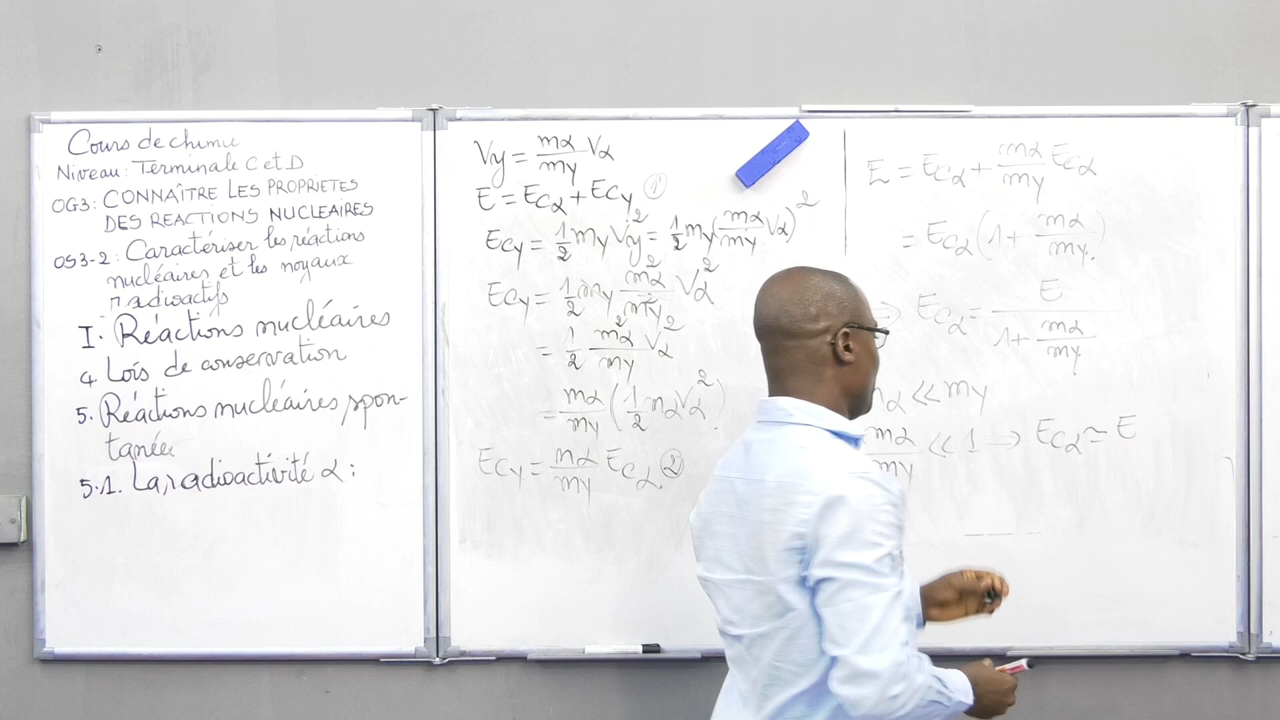 Cours de chimie
Niveau: Terminale C et D
OG3: CONNAÎTRE LES PROPRIETES
DES REACTIONS NUCLEAIRES
OS3-2: Caractériser les réactions
nucléaires et les noyaux
radioactifs
I. Réactions nucléaires
4. Lois de conservation
5. Réactions nucléaires spon-
tanées
5.1. La radioactivité α:
Vy = mα/my Vα
E = Ecα + Ecy ①
Ecy = 1/2 my Vy² = 1/2 my (mα/my Vα)²
Ecy = 1/2 my mα²/my² Vα²
= 1/2 mα²/my Vα²
= mα/my (1/2 mα Vα²)
Ecy = mα/my Ecα ②
E = Ecα + mα/my Ecα
= Ecα (1 + mα/my)
⇒ Ecα = E/(1 + mα/my)
mα << my
mα/my << 1 ⇒ Ecα ≃ E